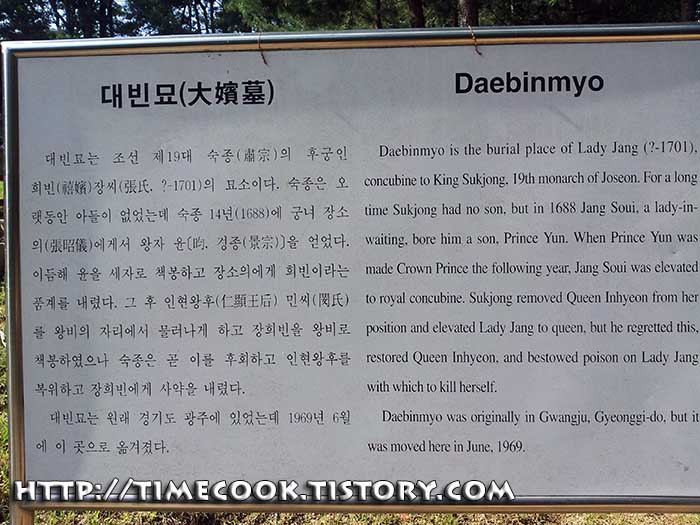 대빈묘(大嬪墓)
대빈묘는 조선 제19대 숙종(肅宗)의 후궁인
희빈(禧嬪)장씨(張氏, ?-1701)의 묘소이다. 숙종은 오
랫동안 아들이 없었는데 숙종 14년(1688)에 궁녀 장소
의(張昭儀)에게서 왕자 윤〔昀, 경종(景宗)〕을 얻었다.
이듬해 윤을 세자로 책봉하고 장소의에게 희빈이라는
품계를 내렸다. 그 후 인현왕후(仁顯王后) 민씨(閔氏)
를 왕비의 자리에서 물러나게 하고 장희빈을 왕비로
책봉하였으나 숙종은 곧 이를 후회하고 인현왕후를
복위하고 장희빈에게 사약을 내렸다.
대빈묘는 원래 경기도 광주에 있었는데 1969년 6월
에 이 곳으로 옮겨졌다.
Daebinmyo
Daebinmyo is the burial place of Lady Jang (?-1701),
concubine to King Sukjong, 19th monarch of Joseon. For a long
time Sukjong had no son, but in 1688 Jang Soui, a lady-in-
waiting, bore him a son, Prince Yun. When Prince Yun was
made Crown Prince the following year, Jang Soui was elevated
to royal concubine. Sukjong removed Queen Inhyeon from her
position and elevated Lady Jang to queen, but he regretted this,
restored Queen Inhyeon, and bestowed poison on Lady Jang
with which to kill herself.
Daebinmyo was originally in Gwangju, Gyeonggi-do, but it
was moved here in June, 1969.
HTTP://TIMECOOK.TISTORY.COM